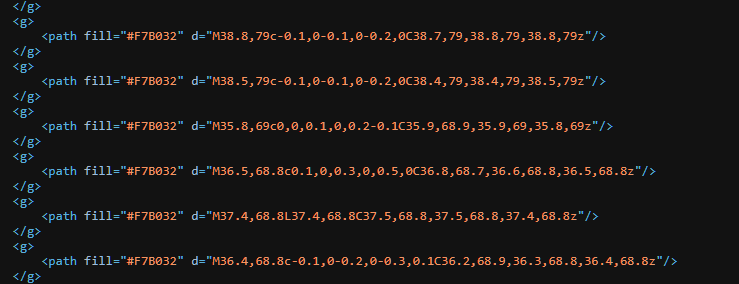 </g>
<g>
<path fill="#F7B032" d="M38.8,79c-0.1,0-0.1,0-0.2,0C38.7,79,38.8,79,38.8,79z"/>
</g>
<g>
<path fill="#F7B032" d="M38.5,79c-0.1,0-0.1,0-0.2,0C38.4,79,38.4,79,38.5,79z"/>
</g>
<g>
<path fill="#F7B032" d="M35.8,69c0,0,0.1,0,0.2-0.1C35.9,68.9,35.9,69,35.8,69z"/>
</g>
<g>
<path fill="#F7B032" d="M36.5,68.8c0.1,0,0.3,0,0.5,0C36.8,68.7,36.6,68.8,36.5,68.8z"/>
</g>
<g>
<path fill="#F7B032" d="M37.4,68.8L37.4,68.8C37.5,68.8,37.5,68.8,37.4,68.8z"/>
</g>
<g>
<path fill="#F7B032" d="M36.4,68.8c-0.1,0-0.2,0-0.3,0.1C36.2,68.9,36.3,68.8,36.4,68.8z"/>
</g>